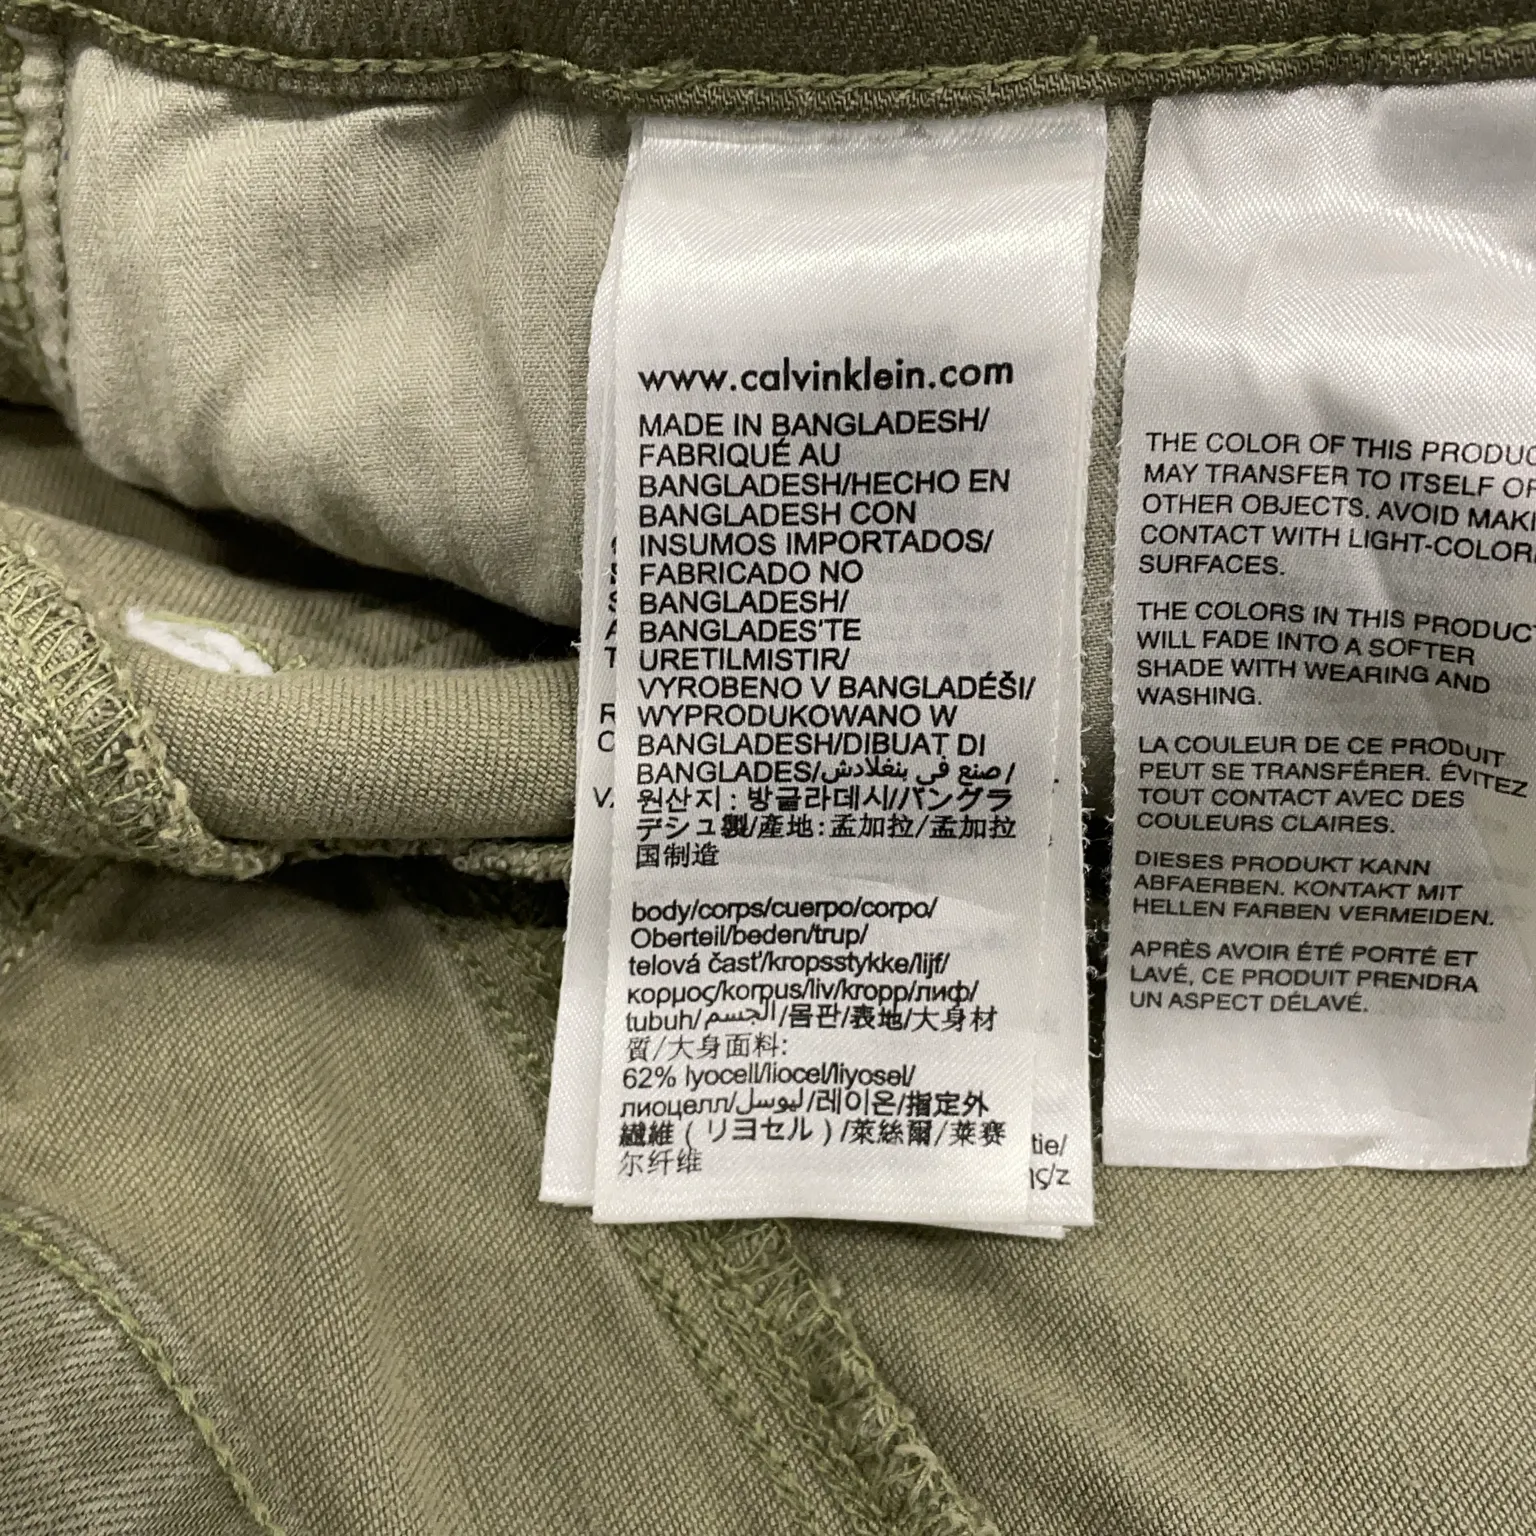 www.calvinklein.com
MADE IN BANGLADESH/
FABRIQUÉ AU
BANGLADESH/HECHO EN
BANGLADESH CON
INSUMOS IMPORTADOS/
FABRICADO NO
BANGLADESH/
BANGLADES'TE
URETILMISTIR/
VYROBENO V BANGLADÉŠI/
WYPRODUKOWANO W
BANGLADESH/DIBUAT DI
BANGLADES/صنع في بنغلادش/
원산지 : 방글라데시/バングラ
デシュ製/產地:孟加拉/孟加拉
国制造
body/corps/cuerpo/corpo/
Oberteil/beden/trup/
telová časť/kropsstykke/lijf/
κορμος/korpus/liv/kropp/лиф/
tubuh/الجسم/몸판/表地/大身材
質/大身面料:
62% lyocell/liocel/liyosel/
лиоцелл/ليوسل/레이온/指定外
繊維 ( リヨセル ) /萊絲爾/莱赛
尔纤维
tie/
ης/z
THE COLOR OF THIS
MAY TRANSFER TO ITSELF
OTHER OBJECTS. AVOID
CONTACT WITH
SURFACES.
THE COLORS IN THIS PRODUCT
WILL FADE INTO A SOFTER
SHADE WITH WEARING AND
WASHING.
LA COULEUR DE CE PRODUIT
PEUT SE TRANSFÉRER. ÉVITEZ
TOUT CONTACT AVEC DES
COULEURS CLAIRES.
DIESES PRODUKT KANN
ABFAERBEN. KONTAKT MIT
HELLEN FARBEN VERMEIDEN.
APRÈS AVOIR ÉTÉ PORTÉ ET
LAVÉ, CE PRODUIT PRENDRA
UN ASPECT DÉLAVÉ.